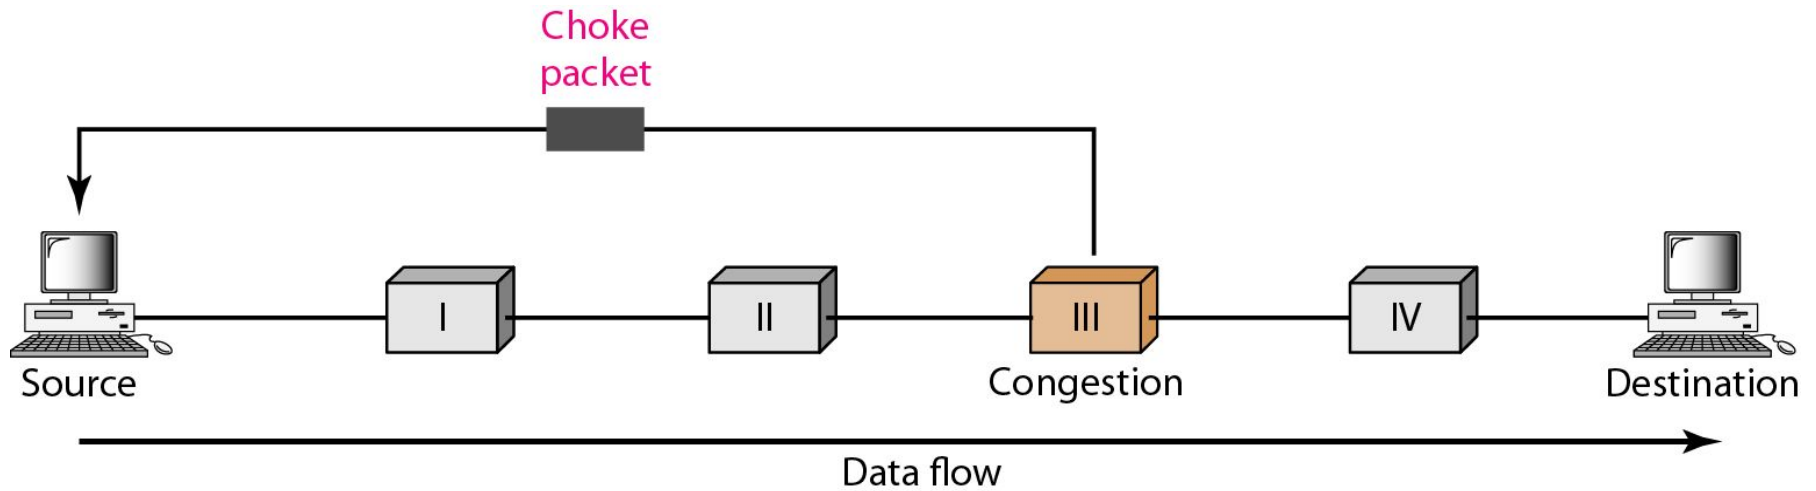 Choke
packet
I
II
III
IV
Source
Congestion
Destination
Data flow